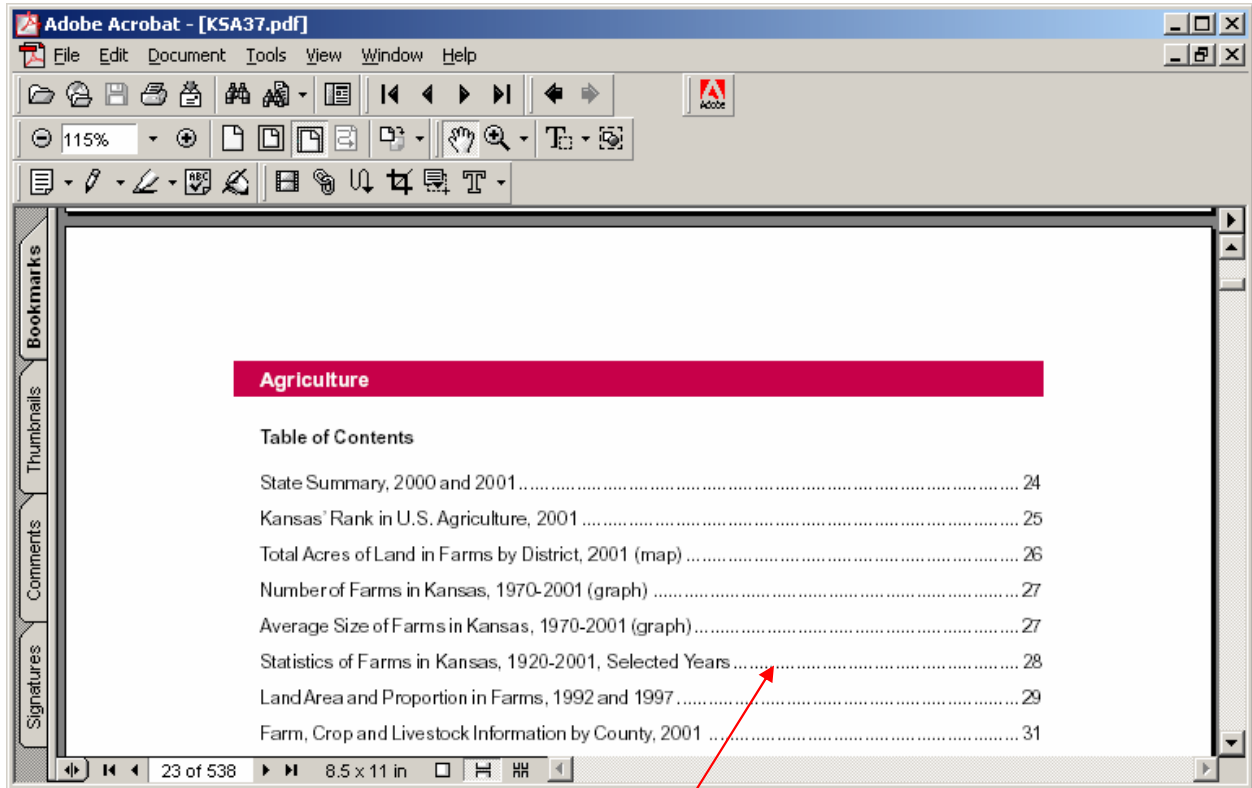 Adobe Acrobat - [KSA37.pdf]
File Edit Document Tools View Window Help
Adobe
115%
ABC
Bookmarks
Thumbnails
Comments
Signatures
Agriculture
Table of Contents
State Summary, 2000 and 2001 ........ 24
Kansas' Rank in U.S. Agriculture, 2001 ........ 25
Total Acres of Land in Farms by District, 2001 (map) ........ 26
Number of Farms in Kansas, 1970-2001 (graph) ........ 27
Average Size of Farms in Kansas, 1970-2001 (graph) ........ 27
Statistics of Farms in Kansas, 1920-2001, Selected Years ........ 28
Land Area and Proportion in Farms, 1992 and 1997 ........ 29
Farm, Crop and Livestock Information by County, 2001 ........ 31
23 of 538 8.5 x 11 in